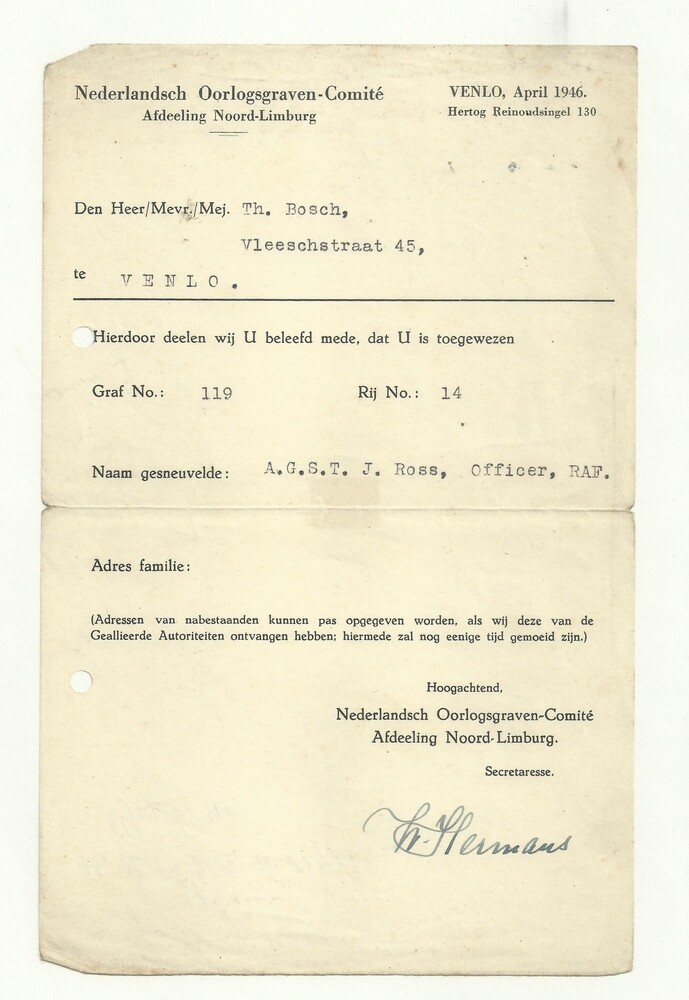 Nederlandsch Oorlogsgraven-Comité
Afdeeling Noord-Limburg
VENLO, April 1946.
Hertog Reinoudsingel 130
Den Heer/Mevr./Mej. Th. Bosch,
Vleeschstraat 45,
te V E N L O .
Hierdoor deelen wij U beleefd mede, dat U is toegewezen
Graf No.: 119 Rij No.: 14
Naam gesneuvelde: A.G.S.T. J. Ross, Officer, RAF.
Adres familie:
(Adressen van nabestaanden kunnen pas opgegeven worden, als wij deze van de
Geallieerde Autoriteiten ontvangen hebben; hiermede zal nog eenige tijd gemoeid zijn.)
Hoogachtend,
Nederlandsch Oorlogsgraven-Comité
Afdeeling Noord-Limburg.
Secretaresse.
Hermans